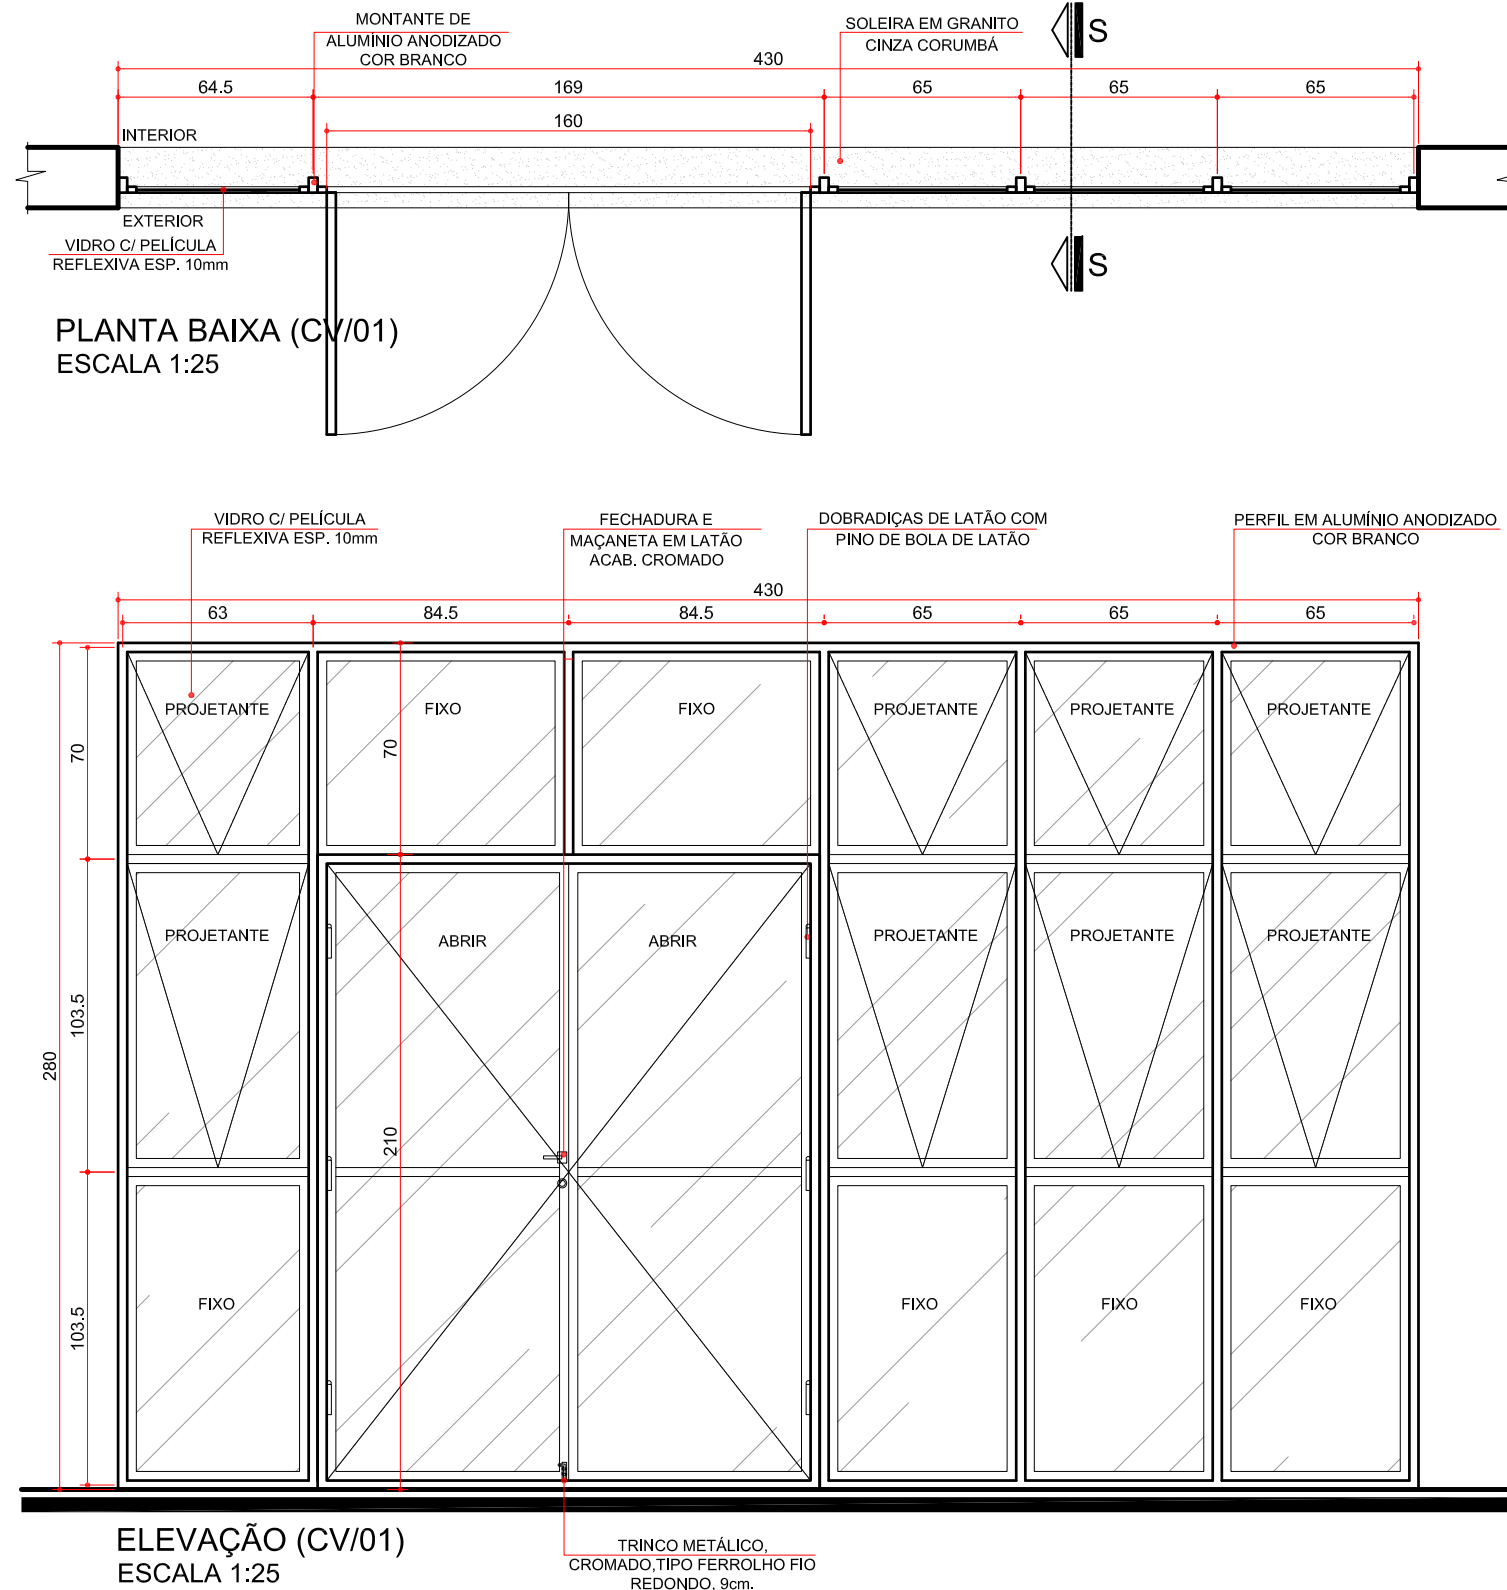 MONTANTE DE
ALUMÍNIO ANODIZADO
COR BRANCO
SOLEIRA EM GRANITO
CINZA CORUMBÁ
S
430
64.5
169
65
65
65
160
INTERIOR
EXTERIOR
VIDRO C/ PELÍCULA
REFLEXIVA ESP. 10mm
S
PLANTA BAIXA (CV/01)
ESCALA 1:25
VIDRO C/ PELÍCULA
REFLEXIVA ESP. 10mm
FECHADURA E
MAÇANETA EM LATÃO
ACAB. CROMADO
DOBRADIÇAS DE LATÃO COM
PINO DE BOLA DE LATÃO
PERFIL EM ALUMÍNIO ANODIZADO
COR BRANCO
430
63
84.5
84.5
65
65
65
PROJETANTE
FIXO
FIXO
PROJETANTE
PROJETANTE
PROJETANTE
70
70
PROJETANTE
ABRIR
ABRIR
PROJETANTE
PROJETANTE
PROJETANTE
103.5
280
210
FIXO
FIXO
FIXO
FIXO
103.5
ELEVAÇÃO (CV/01)
ESCALA 1:25
TRINCO METÁLICO,
CROMADO,TIPO FERROLHO FIO
REDONDO. 9cm.